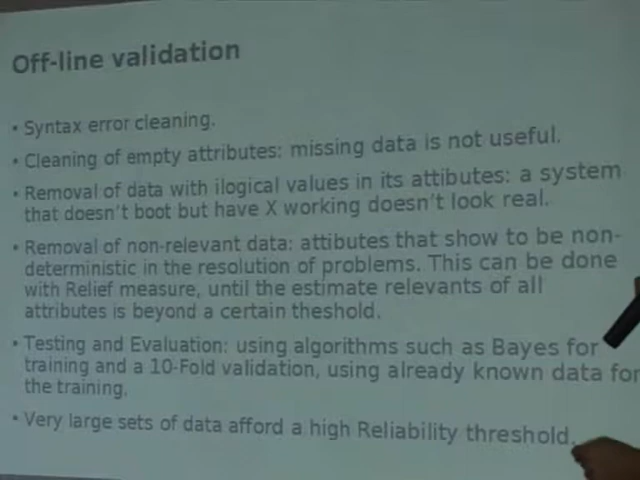 Off-line validation
• Syntax error cleaning.
• Cleaning of empty attributes: missing data is not useful.
• Removal of data with ilogical values in its attibutes: a system
that doesn't boot but have X working doesn't look real.
• Removal of non-relevant data: attibutes that show to be non-
deterministic in the resolution of problems. This can be done
with Relief measure, until the estimate relevants of all
attributes is beyond a certain theshold.
• Testing and Evaluation: using algorithms such as Bayes for
training and a 10-Fold validation, using already known data for
the training.
• Very large sets of data afford a high Reliability threshold.